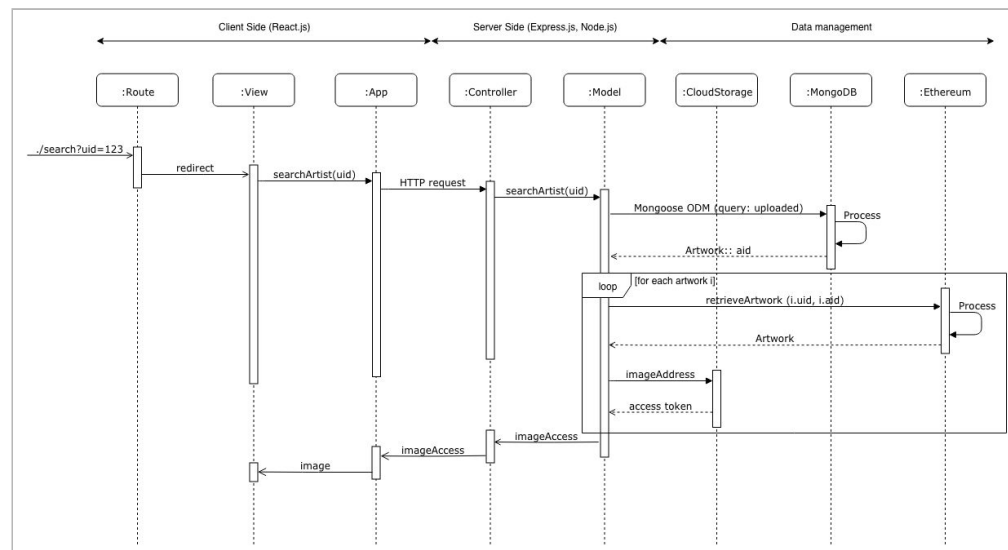 Client Side (React.js)
Server Side (Express.js, Node.js)
Data management
:Route
:View
:App
:Controller
:Model
:CloudStorage
:MongoDB
:Ethereum
./search?uid=123
redirect
searchArtist(uid)
HTTP request
searchArtist(uid)
Mongoose ODM (query: uploaded)
Process
Artwork:: aid
loop
[for each artwork i]
retrieveArtwork (i.uid, i.aid)
Process
Artwork
imageAddress
access token
imageAccess
imageAccess
image